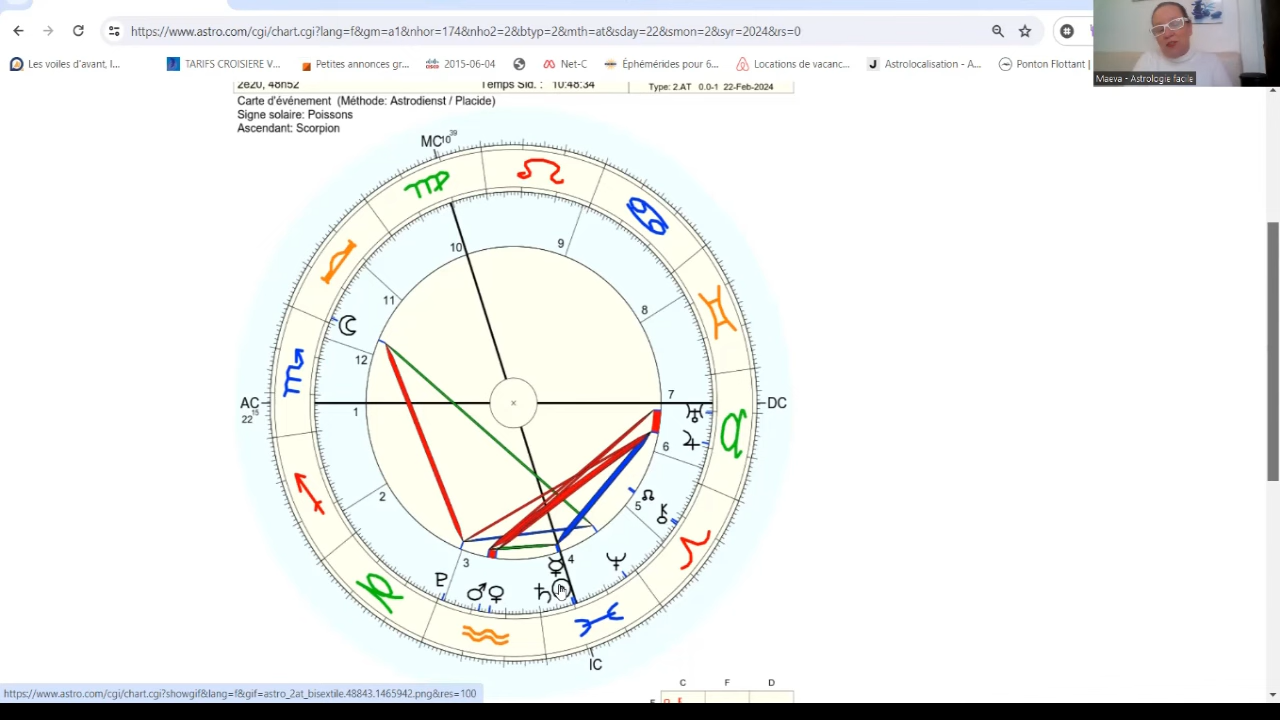 https://www.astro.com/cgi/chart.cgi?lang=f&gm=a1&nhor=174&nho2=2&btyp=2&mth=at&sday=22&smon=2&syr=2024&rs=0
Les voiles d'avant, l...
TARIFS CROISIERE V...
Petites annonces gr...
2015-06-04
Net-C
Éphémérides pour 6...
Locations de vacanc...
Astrolocalisation - A...
Ponton Flottant |
Maeva - Astrologie facile
2e20, 48n52
Temps Sid. : 10:48:34
Type: 2.AT 0.0-1 22-Feb-2024
Carte d'événement (Méthode: Astrodienst / Placide)
Signe solaire: Poissons
Ascendant: Scorpion
MC 10 39
10
9
11
8
12
AC
22 15
1
7
DC
6
2
5
3
4
IC
C F D
F
https://www.astro.com/cgi/chart.cgi?showgif&lang=f&gif=astro_2at_bisextile.48843.1465942.png&res=100